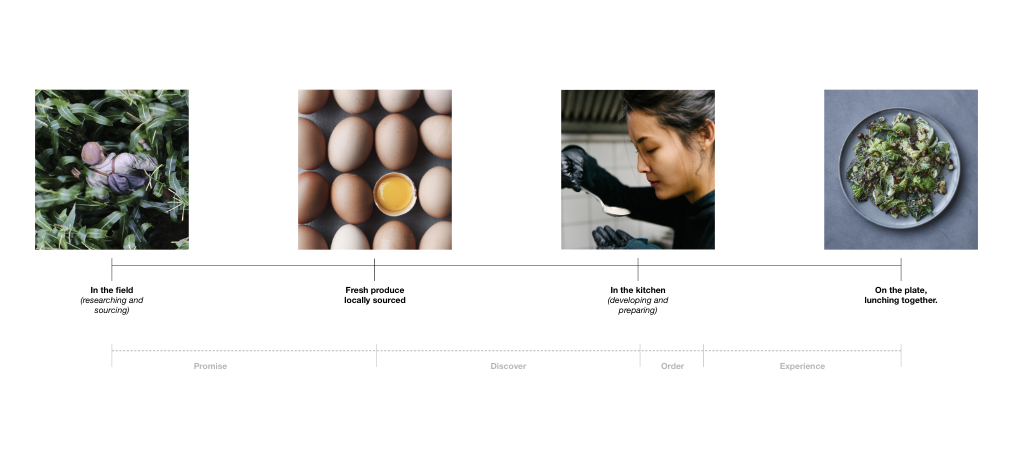 In the field
(researching and
sourcing)
Fresh produce
locally sourced
In the kitchen
(developing and
preparing)
On the plate,
lunching together.
Promise
Discover
Order
Experience